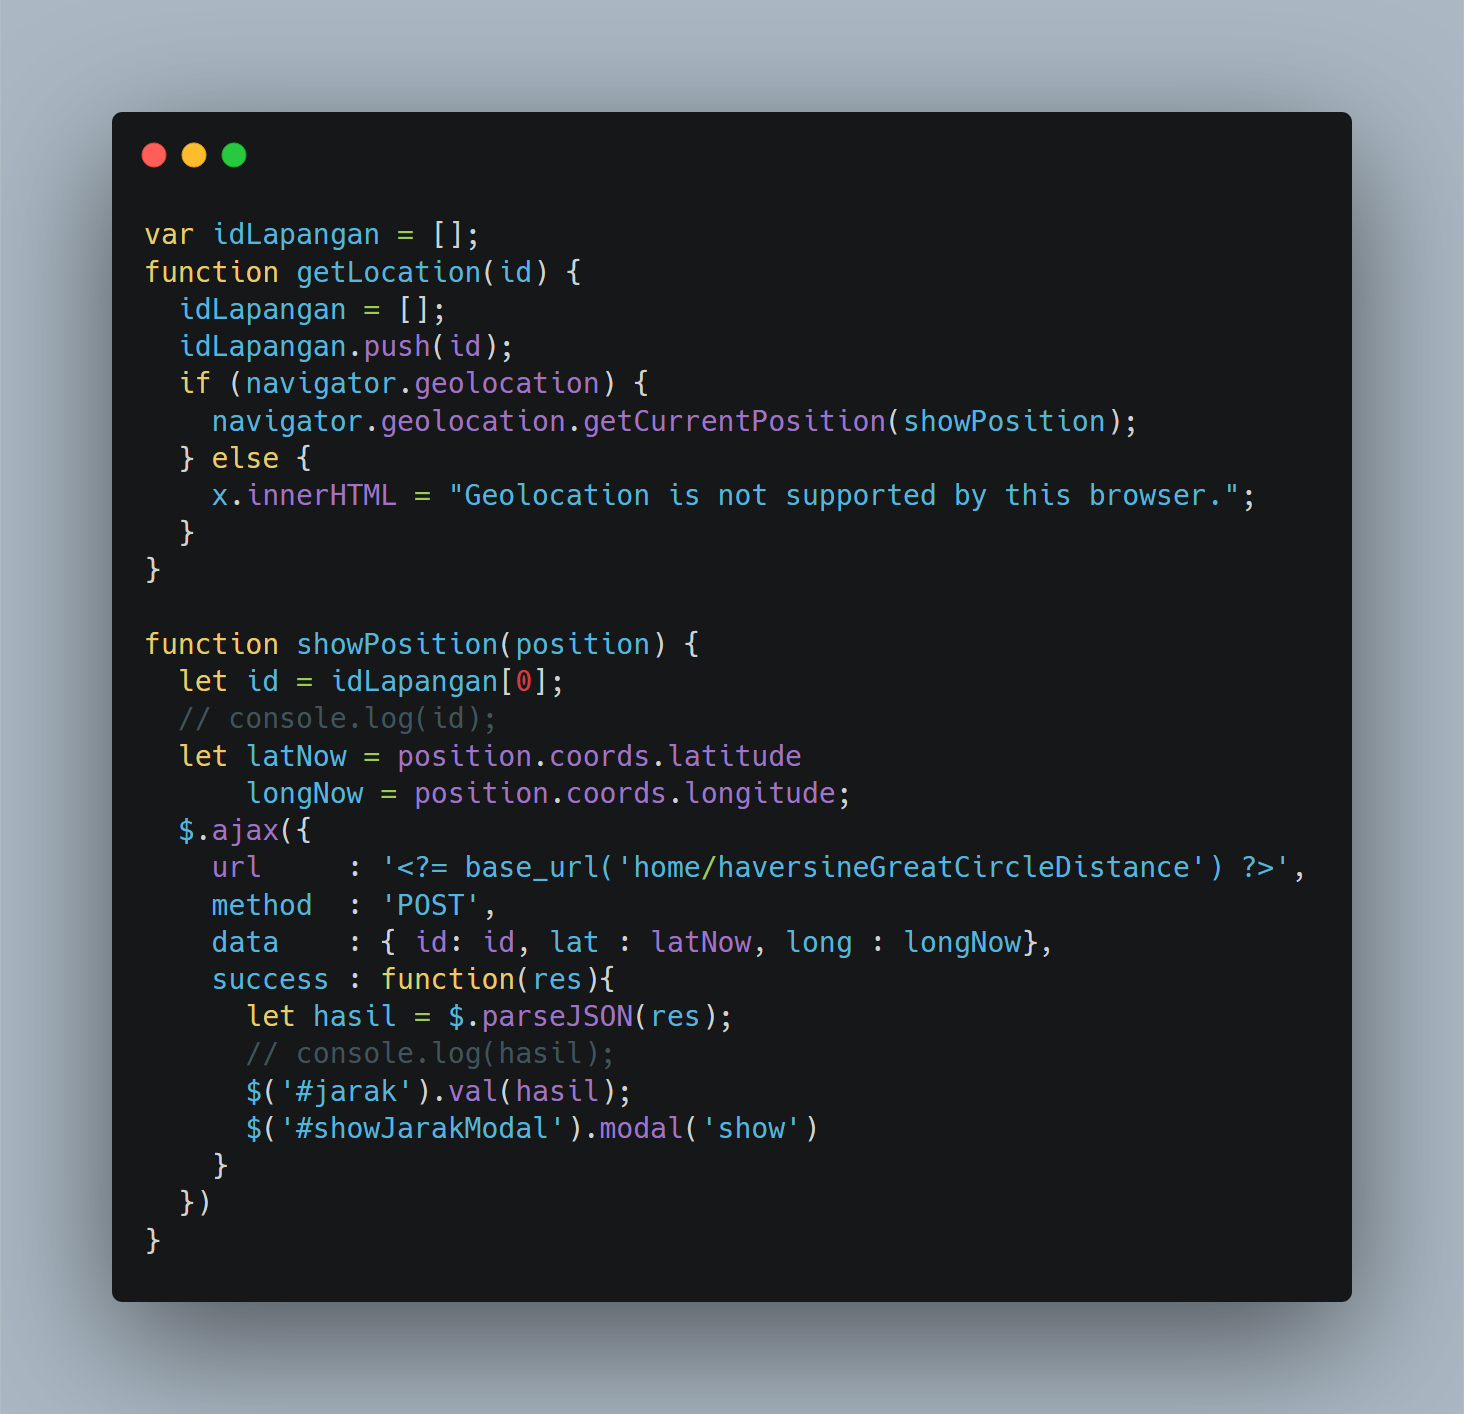 var idLapangan = [];
function getLocation(id) {
  idLapangan = [];
  idLapangan.push(id);
  if (navigator.geolocation) {
    navigator.geolocation.getCurrentPosition(showPosition);
  } else {
    x.innerHTML = "Geolocation is not supported by this browser.";
  }
}

function showPosition(position) {
  let id = idLapangan[0];
  // console.log(id);
  let latNow = position.coords.latitude
      longNow = position.coords.longitude;
  $.ajax({
    url     : '<?= base_url('home/haversineGreatCircleDistance') ?>',
    method  : 'POST',
    data    : { id: id, lat : latNow, long : longNow},
    success : function(res){
      let hasil = $.parseJSON(res);
      // console.log(hasil);
      $('#jarak').val(hasil);
      $('#showJarakModal').modal('show')
    }
  })
}